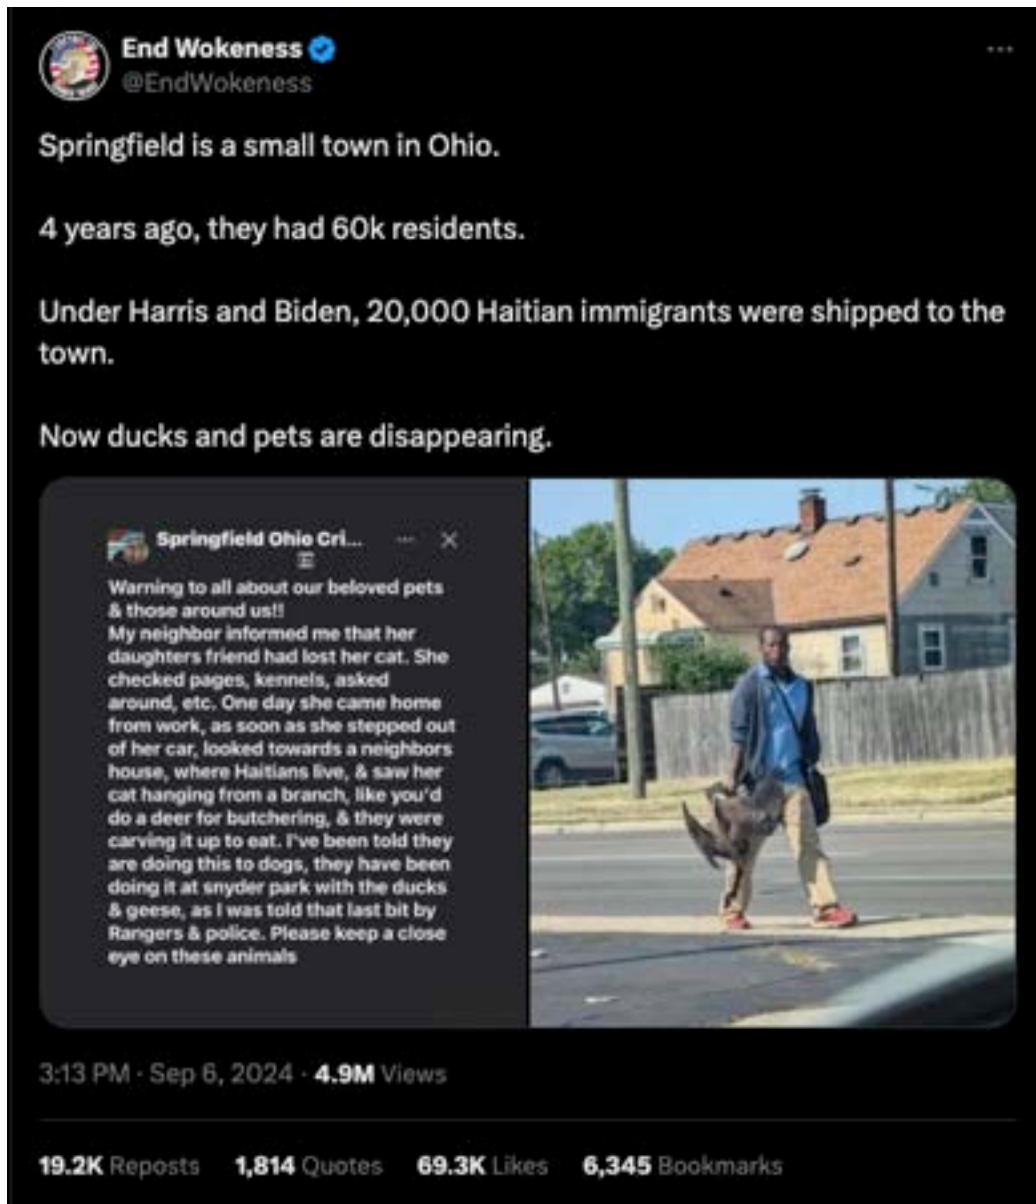 End Wokeness
@EndWokeness
Springfield is a small town in Ohio.
4 years ago, they had 60k residents.
Under Harris and Biden, 20,000 Haitian immigrants were shipped to the
town.
Now ducks and pets are disappearing.
Springfield Ohio Cri...
Warning to all about our beloved pets
& those around us!!
My neighbor informed me that her
daughters friend had lost her cat. She
checked pages, kennels, asked
around, etc. One day she came home
from work, as soon as she stepped out
of her car, looked towards a neighbors
house, where Haitians live, & saw her
cat hanging from a branch, like you'd
do a deer for butchering, & they were
carving it up to eat. I've been told they
are doing this to dogs, they have been
doing it at snyder park with the ducks
& geese, as I was told that last bit by
Rangers & police. Please keep a close
eye on these animals
3:13 PM · Sep 6, 2024 · 4.9M Views
19.2K Reposts 1,814 Quotes 69.3K Likes 6,345 Bookmarks